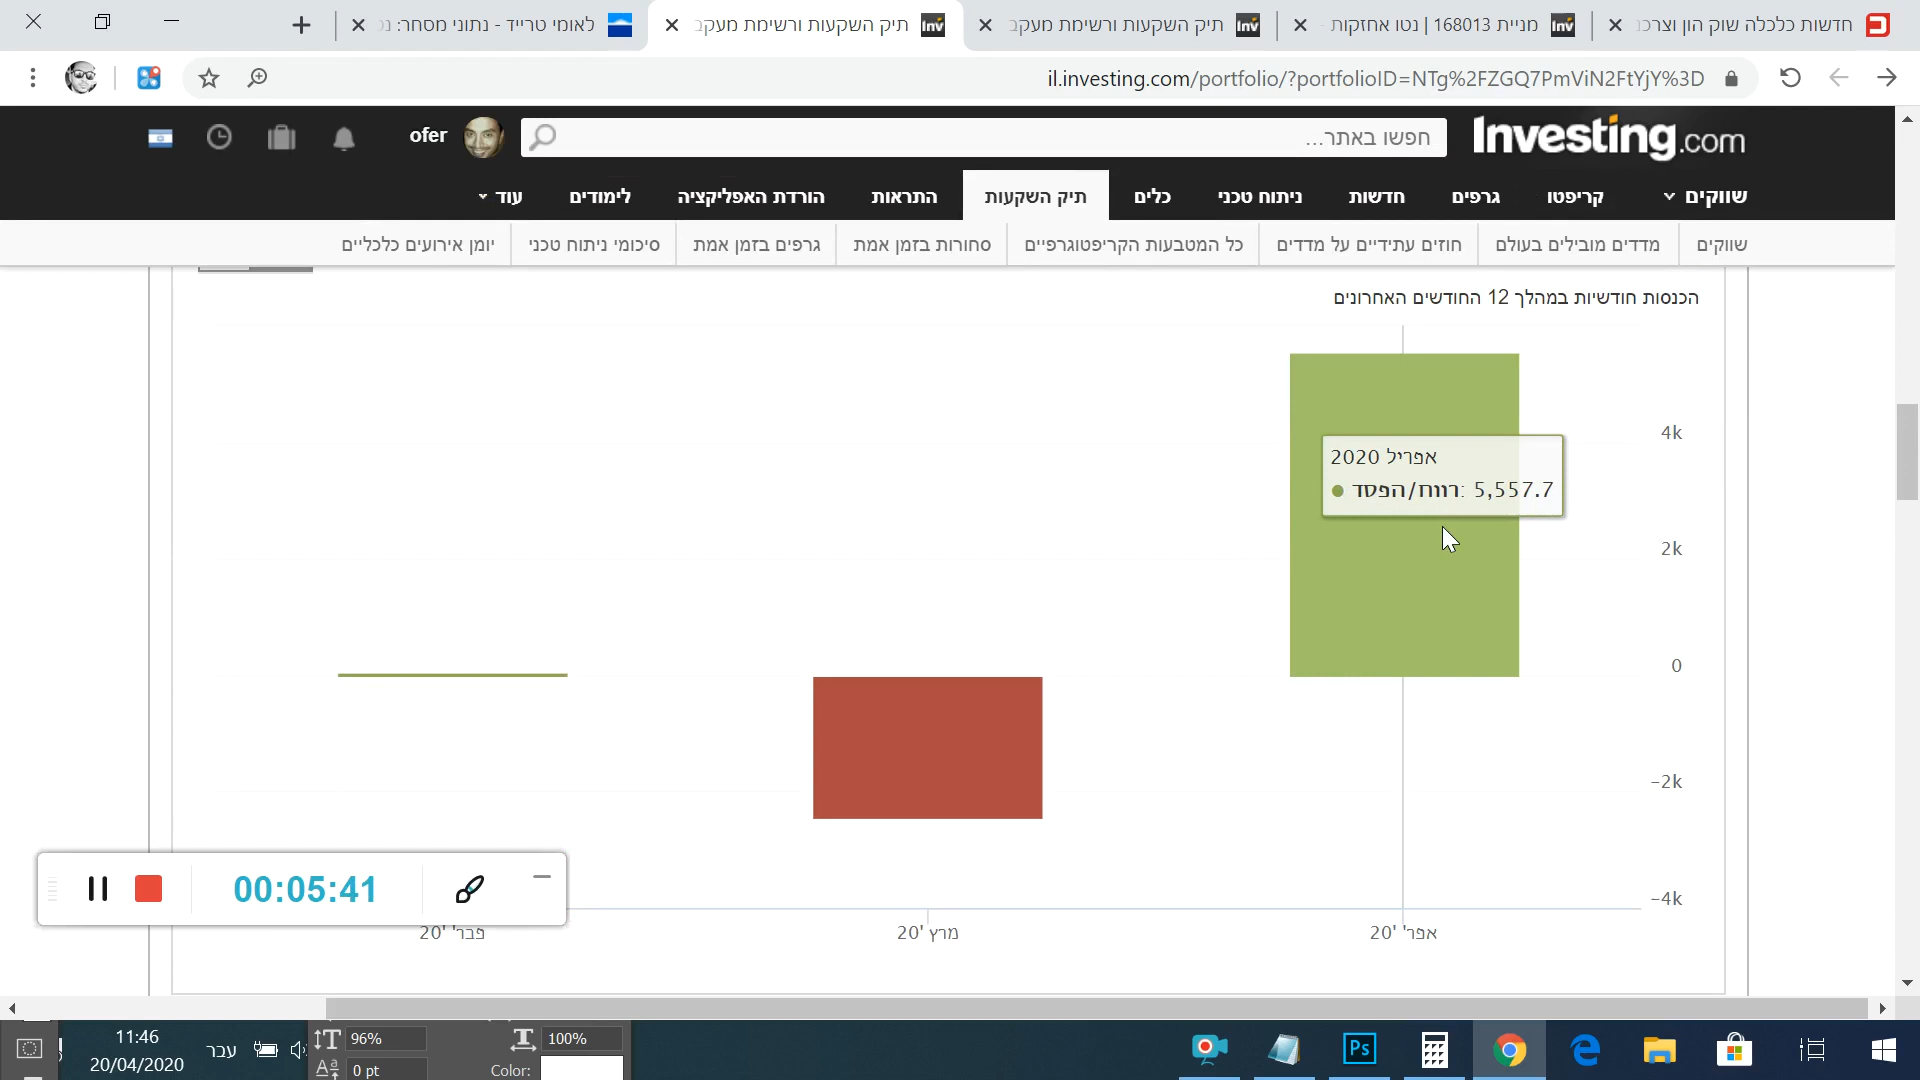 חדשות כלכלה שוק הון וצרכנ
מניית 168013 | נטו אחזקות -
תיק השקעות ורשימת מעקב
תיק השקעות ורשימת מעקב
לאומי טרייד - נתוני מסחר: נכ
il.investing.com/portfolio/?portfolioID=NTg%2FZGQ7PmViN2FtYjY%3D
Investing.com
חפשו באתר...
ofer
שווקים
קריפטו
גרפים
חדשות
ניתוח טכני
כלים
תיק השקעות
התראות
הורדת האפליקציה
לימודים
עוד
שווקים
מדדים מובילים בעולם
חוזים עתידיים על מדדים
כל המטבעות הקריפטוגרפיים
סחורות בזמן אמת
גרפים בזמן אמת
סיכומי ניתוח טכני
יומן אירועים כלכליים
הכנסות חודשיות במהלך 12 החודשים האחרונים
4k
2k
0
-2k
-4k
אפריל 2020
רווח/הפסד: 5,557.7
אפר' '20
מרץ '20
פבר' '20
00:05:41
11:46
20/04/2020
עבר
96%
100%
0 pt
Color:
Ps